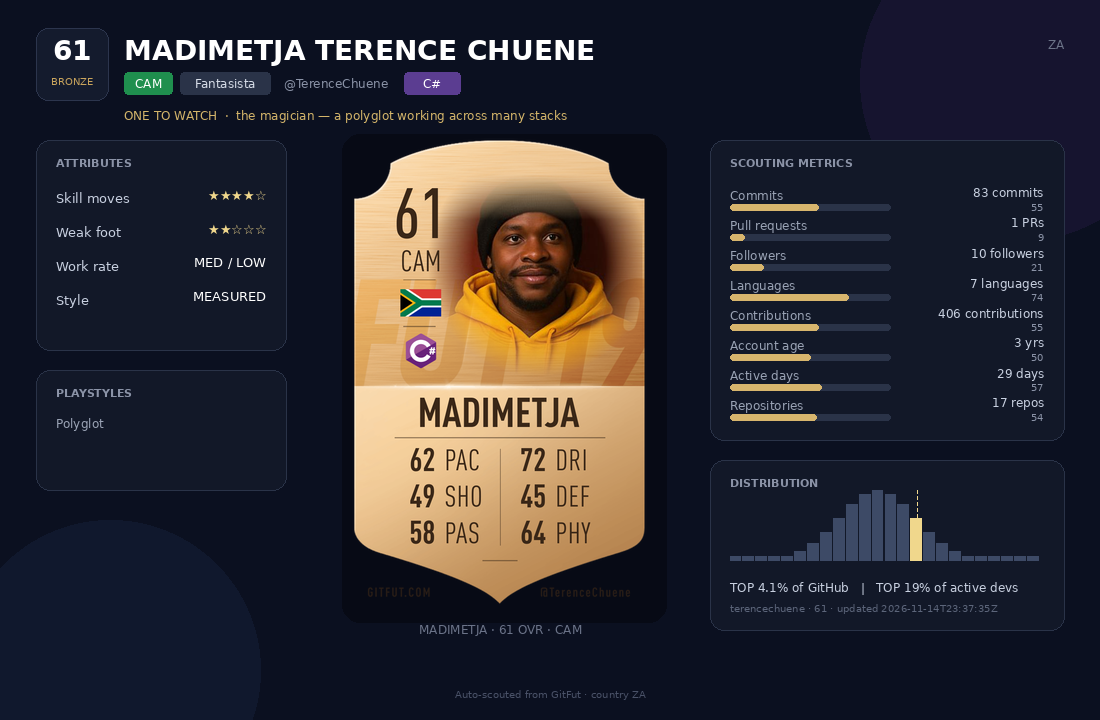 61
BRONZE
MADIMETJA TERENCE CHUENE
CAM
Fantasista
@TerenceChuene
C#
ONE TO WATCH · the magician — a polyglot working across many stacks
ZA
ATTRIBUTES
Skill moves ★★★★☆
Weak foot ★★☆☆☆
Work rate MED / LOW
Style MEASURED
PLAYSTYLES
Polyglot
61
CAM
C#
MADIMETJA
62 PAC 72 DRI
49 SHO 45 DEF
58 PAS 64 PHY
GITFUT.COM @TerenceChuene
MADIMETJA · 61 OVR · CAM
SCOUTING METRICS
Commits 83 commits
55
Pull requests 1 PRs
9
Followers 10 followers
21
Languages 7 languages
74
Contributions 406 contributions
55
Account age 3 yrs
50
Active days 29 days
57
Repositories 17 repos
54
DISTRIBUTION
TOP 4.1% of GitHub | TOP 19% of active devs
terencechuene · 61 · updated 2026-11-14T23:37:35Z
Auto-scouted from GitFut · country ZA